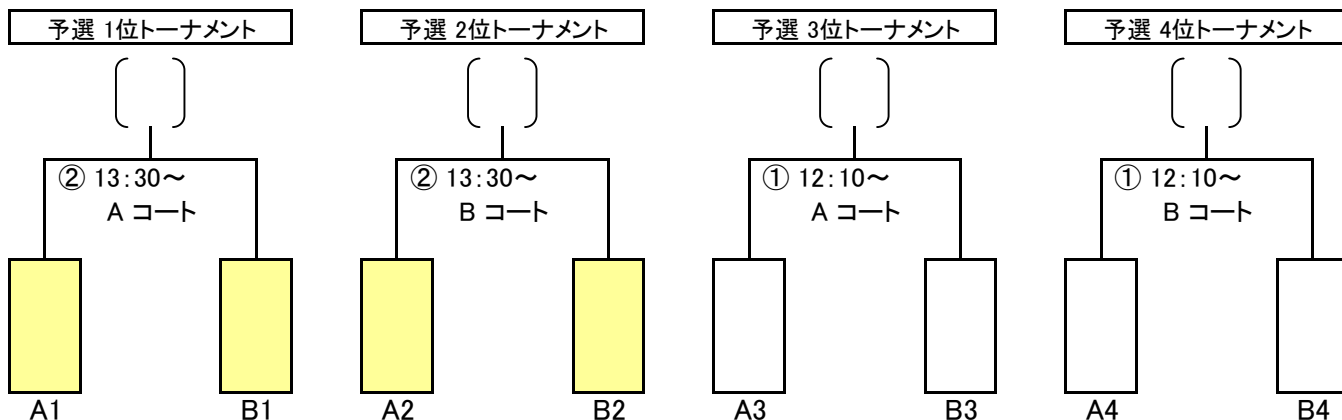 予選 1位トーナメント
② 13:30～
A コート
A1
B1
予選 2位トーナメント
② 13:30～
B コート
A2
B2
予選 3位トーナメント
① 12:10～
A コート
A3
B3
予選 4位トーナメント
① 12:10～
B コート
A4
B4